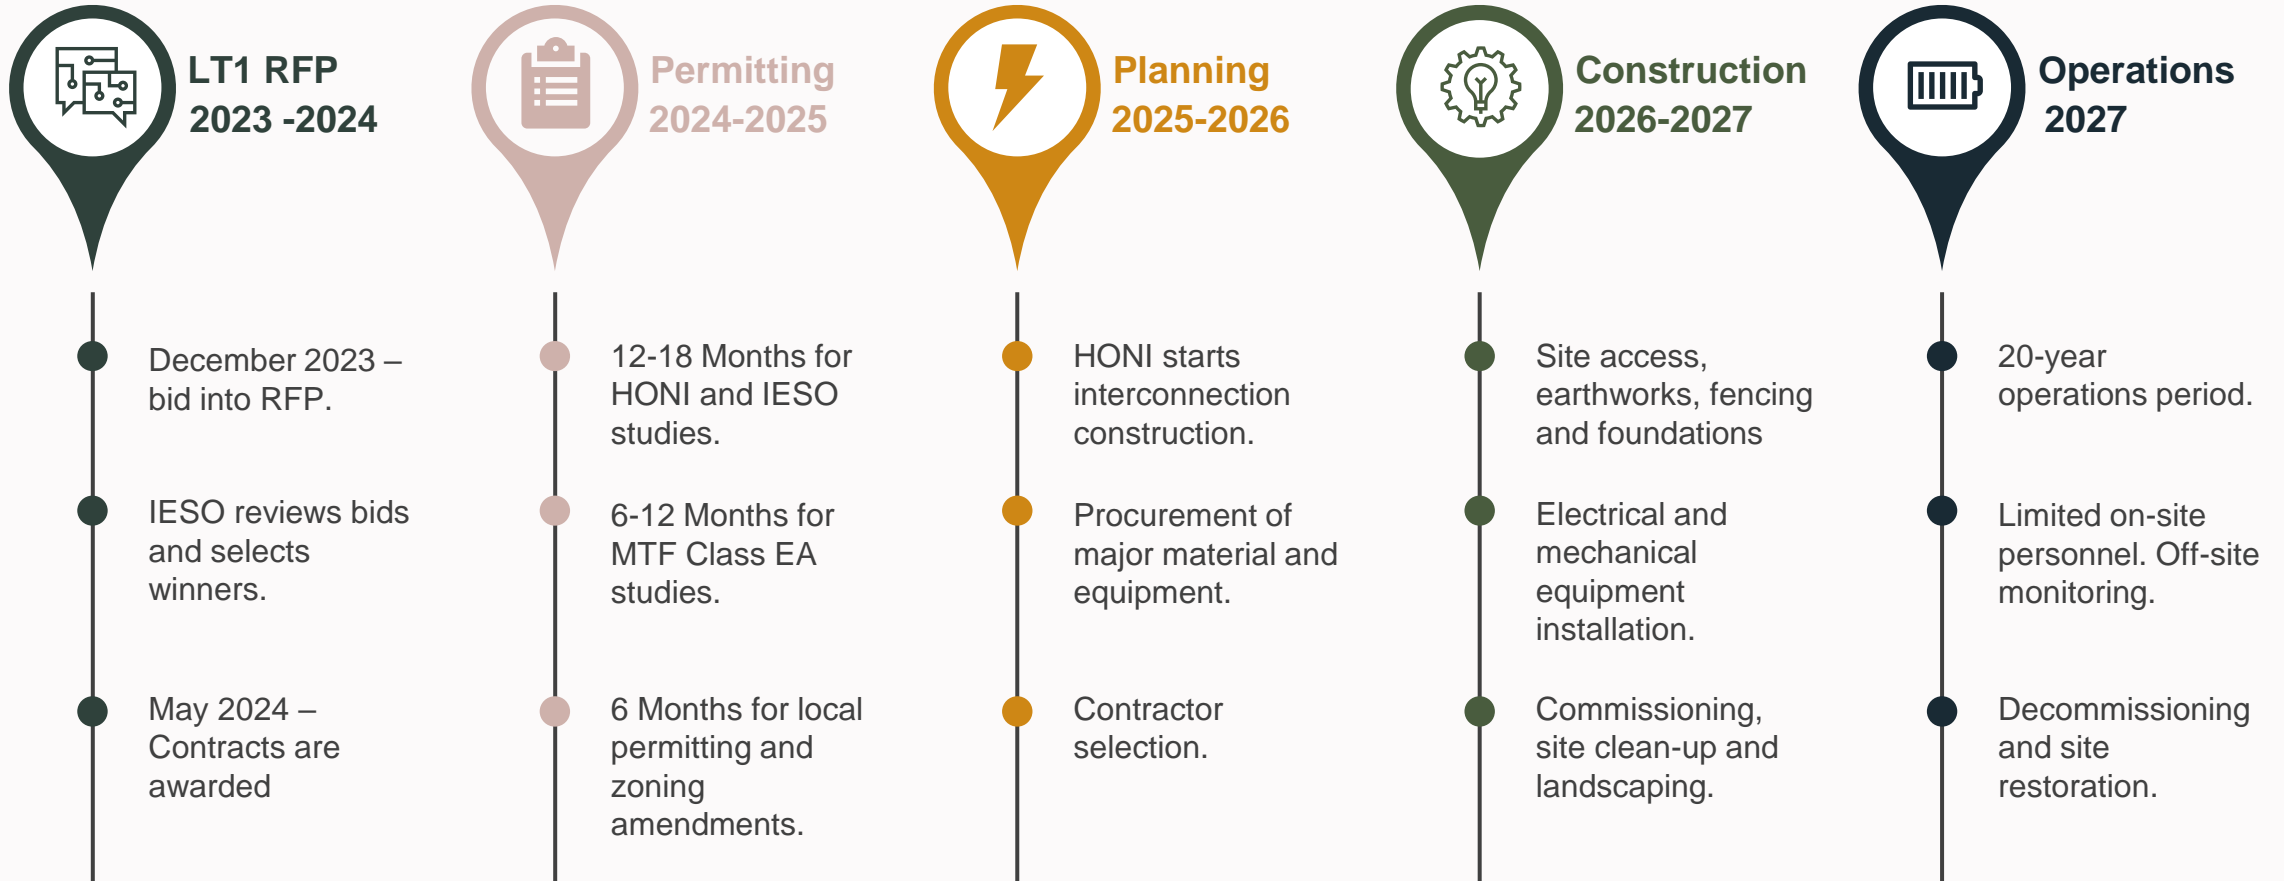 LT1 RFP
2023 -2024
December 2023 –
bid into RFP.
IESO reviews bids
and selects
winners.
May 2024 –
Contracts are
awarded
Permitting
2024-2025
12-18 Months for
HONI and IESO
studies.
6-12 Months for
MTF Class EA
studies.
6 Months for local
permitting and
zoning
amendments.
Planning
2025-2026
HONI starts
interconnection
construction.
Procurement of
major material and
equipment.
Contractor
selection.
Construction
2026-2027
Site access,
earthworks, fencing
and foundations
Electrical and
mechanical
equipment
installation.
Commissioning,
site clean-up and
landscaping.
Operations
2027
20-year
operations period.
Limited on-site
personnel. Off-site
monitoring.
Decommissioning
and site
restoration.